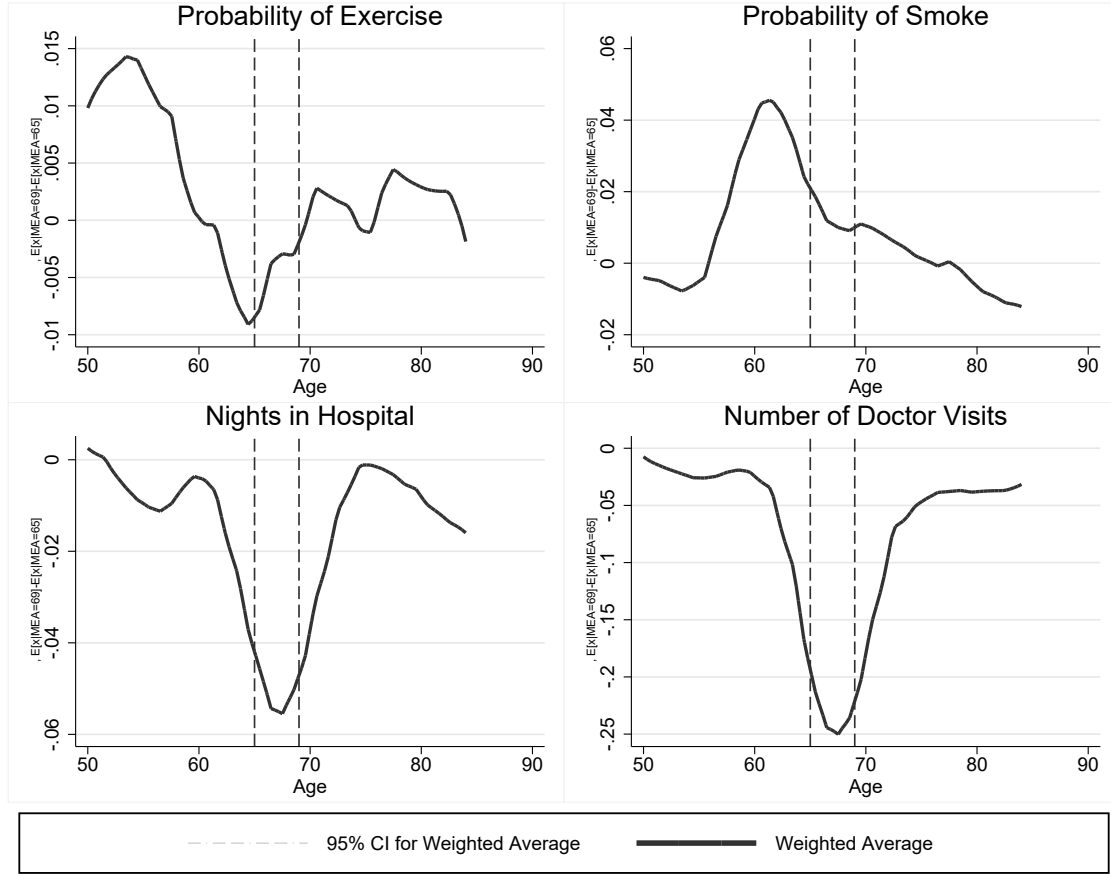 Probability of Exercise
, E[x|MEA=69]-E[x|MEA=65]
.015
.01
.005
0
-.005
-.01
50 60 70 80 90
Age
Probability of Smoke
, E[x|MEA=69]-E[x|MEA=65]
.06
.04
.02
0
-.02
50 60 70 80 90
Age
Nights in Hospital
, E[x|MEA=69]-E[x|MEA=65]
0
-.02
-.04
-.06
50 60 70 80 90
Age
Number of Doctor Visits
, E[x|MEA=69]-E[x|MEA=65]
0
-.05
-.1
-.15
-.2
-.25
50 60 70 80 90
Age
95% CI for Weighted Average
Weighted Average